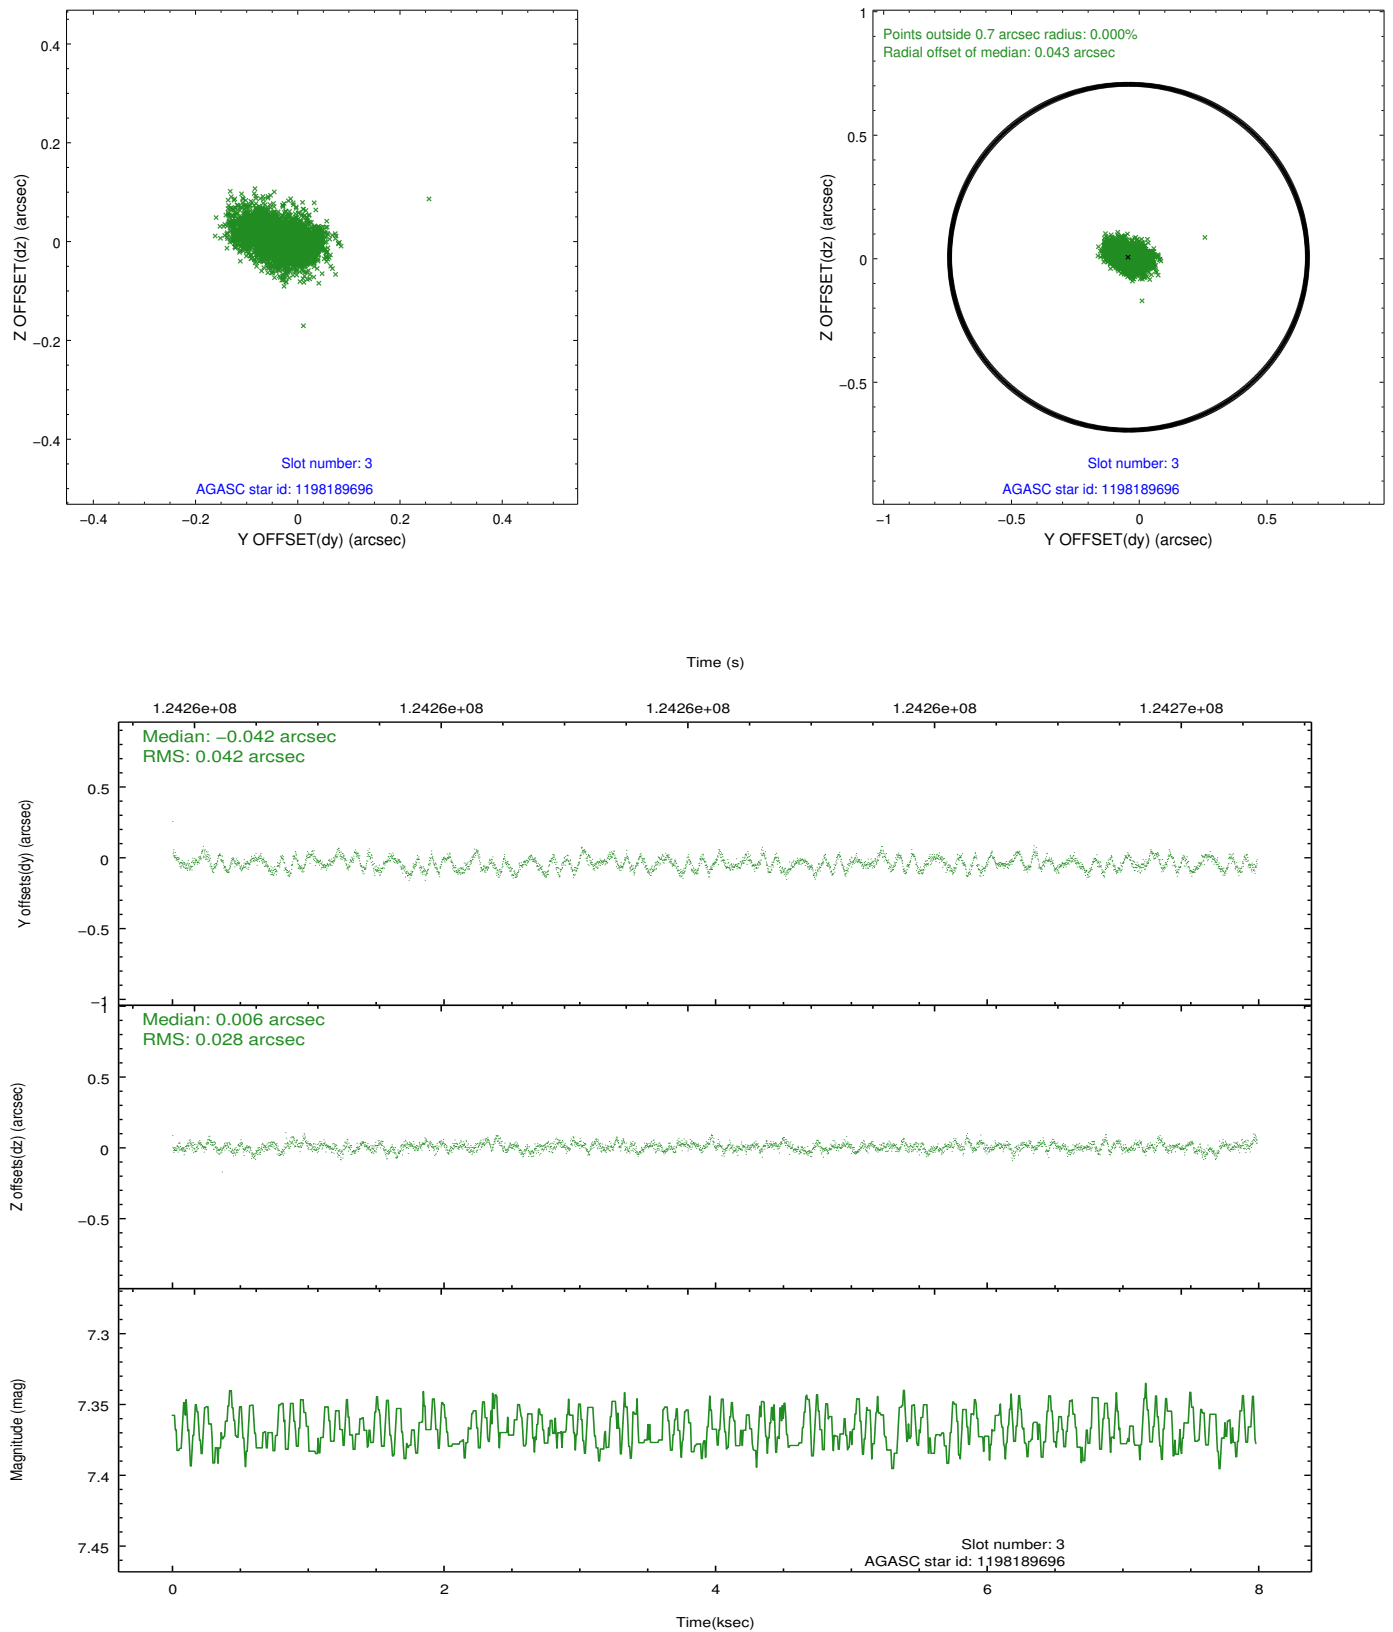 0.4
0.2
0
−0.2
−0.4
Z OFFSET(dz) (arcsec)
Slot number: 3
AGASC star id: 1198189696
−0.4 −0.2 0 0.2 0.4
Y OFFSET(dy) (arcsec)
1
0.5
0
−0.5
Z OFFSET(dz) (arcsec)
Points outside 0.7 arcsec radius: 0.000%
Radial offset of median: 0.043 arcsec
Slot number: 3
AGASC star id: 1198189696
−1 −0.5 0 0.5
Y OFFSET(dy) (arcsec)
Time (s)
1.2426e+08 1.2426e+08 1.2426e+08 1.2426e+08 1.2427e+08
Median: −0.042 arcsec
RMS: 0.042 arcsec
0.5
0
−0.5
−1
Y offsets(dy) (arcsec)
1
Median: 0.006 arcsec
RMS: 0.028 arcsec
0.5
0
−0.5
Z offsets(dz) (arcsec)
7.3
7.35
7.4
7.45
Magnitude (mag)
Slot number: 3
AGASC star id: 1198189696
0 2 4 6 8
Time(ksec)